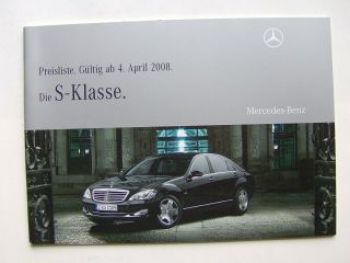 Preisliste. Gültig ab 4. April 2008.
Die S-Klasse.
Mercedes-Benz